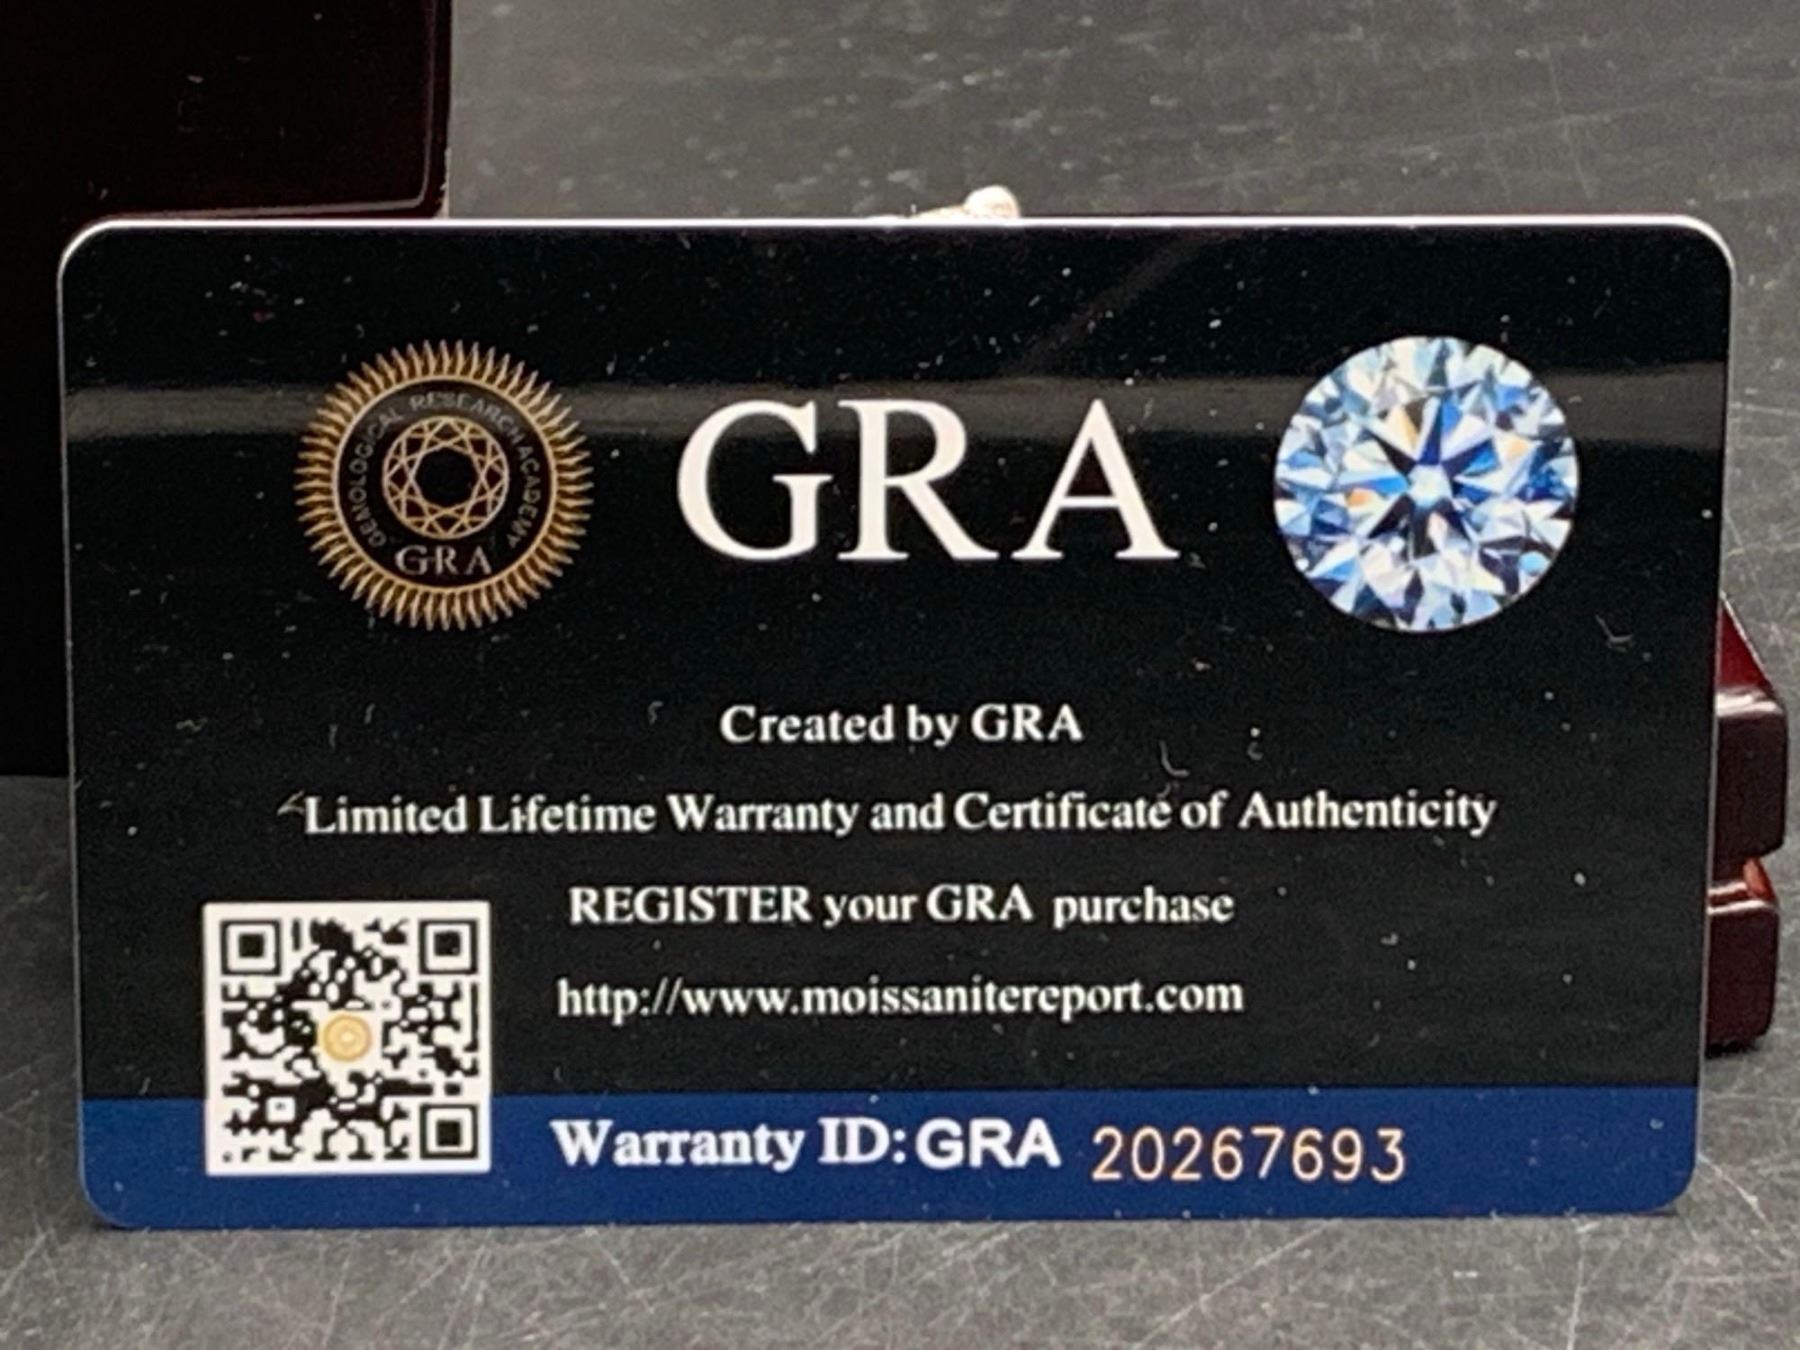 GEMOLOGICAL RESEARCH ACADEMY
GRA
GRA
Created by GRA
Limited Lifetime Warranty and Certificate of Authenticity
REGISTER your GRA purchase
http://www.moissanitereport.com
Warranty ID: GRA 20267693